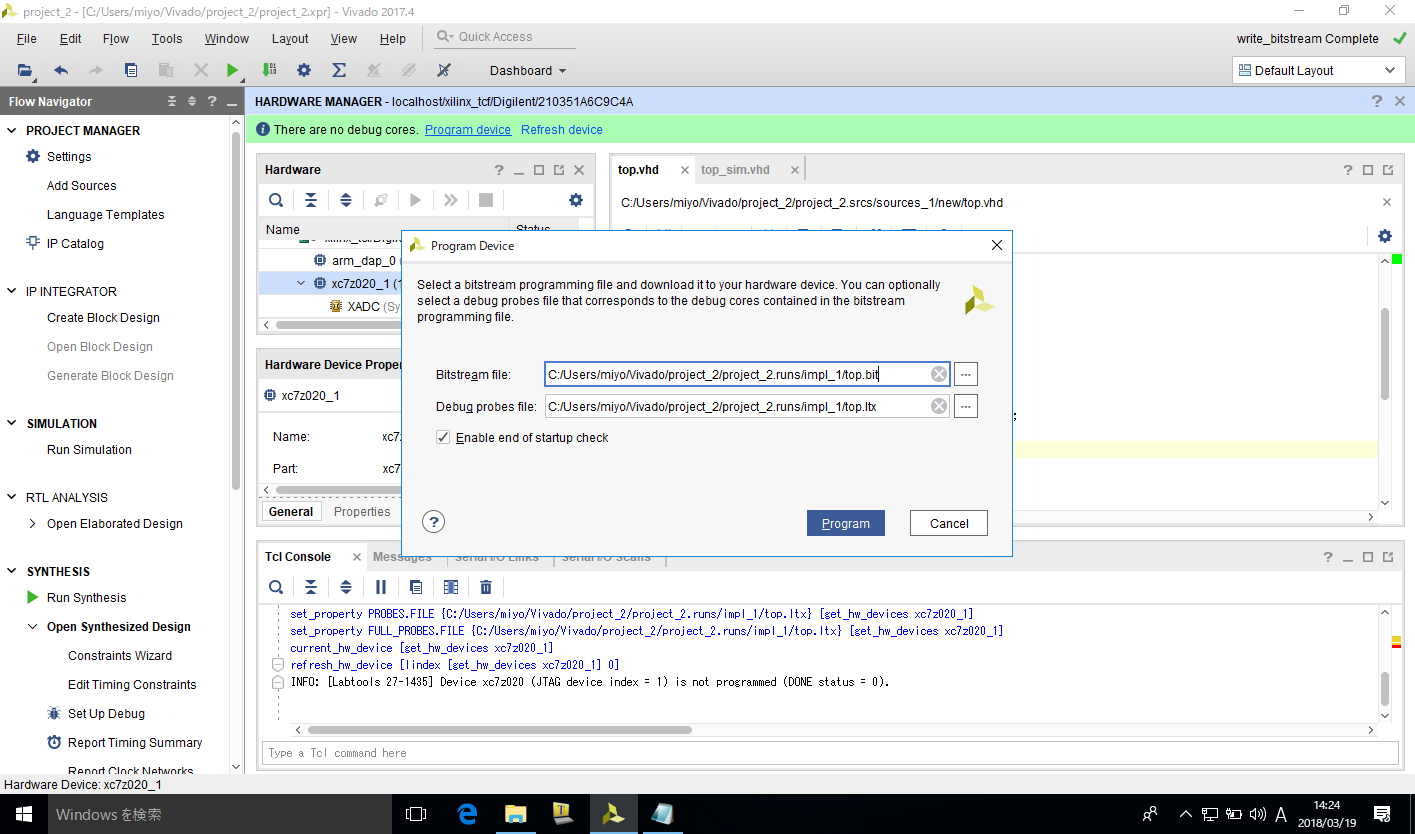 project_2 - [C:/Users/miyo/Vivado/project_2/project_2.xpr] - Vivado 2017.4
File Edit Flow Tools Window Layout View Help
Quick Access
write_bitstream Complete
Dashboard
Default Layout
Flow Navigator
PROJECT MANAGER
Settings
Add Sources
Language Templates
IP Catalog
IP INTEGRATOR
Create Block Design
Open Block Design
Generate Block Design
SIMULATION
Run Simulation
RTL ANALYSIS
Open Elaborated Design
SYNTHESIS
Run Synthesis
Open Synthesized Design
Constraints Wizard
Edit Timing Constraints
Set Up Debug
Report Timing Summary
Report Clock Networks
HARDWARE MANAGER - localhost/xilinx_tcf/Digilent/210351A6C9C4A
There are no debug cores. Program device Refresh device
Hardware
Name Status
arm_dap_0
xc7z020_1 (1
XADC (Sy
Hardware Device Proper
xc7z020_1
Name: xc7z
Part: xc7
General Properties
top.vhd top_sim.vhd
C:/Users/miyo/Vivado/project_2/project_2.srcs/sources_1/new/top.vhd
;
Program Device
Select a bitstream programming file and download it to your hardware device. You can optionally
select a debug probes file that corresponds to the debug cores contained in the bitstream
programming file.
Bitstream file: C:/Users/miyo/Vivado/project_2/project_2.runs/impl_1/top.bit
Debug probes file: C:/Users/miyo/Vivado/project_2/project_2.runs/impl_1/top.ltx
Enable end of startup check
Program Cancel
Tcl Console Messages Serial I/O Links Serial I/O Scans
set_property PROBES.FILE {C:/Users/miyo/Vivado/project_2/project_2.runs/impl_1/top.ltx} [get_hw_devices xc7z020_1]
set_property FULL_PROBES.FILE {C:/Users/miyo/Vivado/project_2/project_2.runs/impl_1/top.ltx} [get_hw_devices xc7z020_1]
current_hw_device [get_hw_devices xc7z020_1]
refresh_hw_device [lindex [get_hw_devices xc7z020_1] 0]
INFO: [Labtools 27-1435] Device xc7z020 (JTAG device index = 1) is not programmed (DONE status = 0).
Type a Tcl command here
Hardware Device: xc7z020_1
Windows を検索
A
14:24
2018/03/19